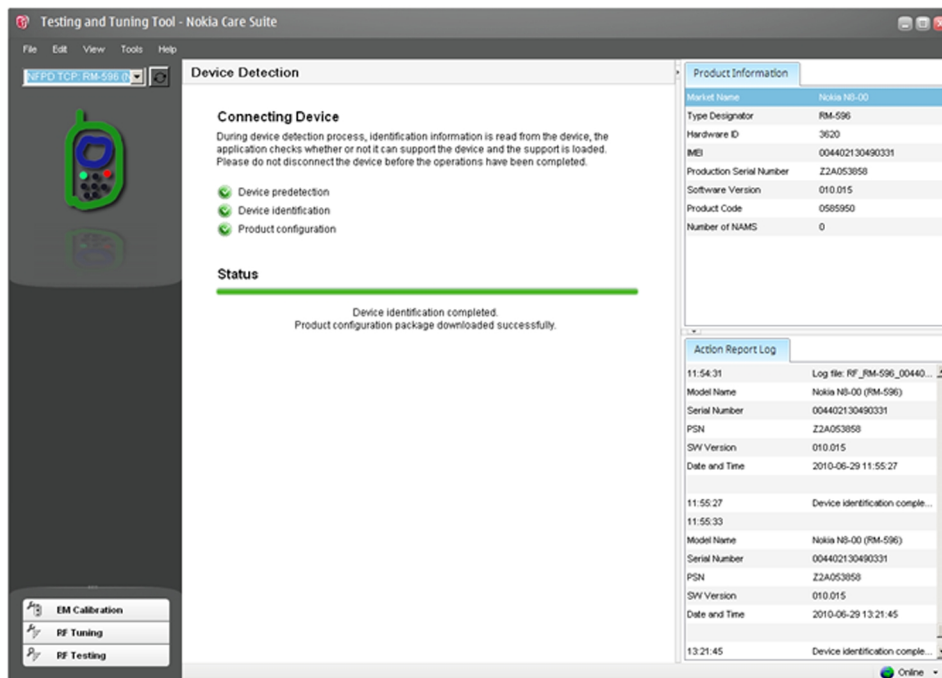 Testing and Tuning Tool - Nokia Care Suite
File Edit View Tools Help
NFPD TCP: RM-596 (N
Device Detection
Connecting Device
During device detection process, identification information is read from the device, the
application checks whether or not it can support the device and the support is loaded.
Please do not disconnect the device before the operations have been completed.
Device predetection
Device identification
Product configuration
Status
Device identification completed.
Product configuration package downloaded successfully.
EM Calibration
RF Tuning
RF Testing
Product Information
Market Name Nokia N8-00
Type Designator RM-596
Hardware ID 3620
IMEI 004402130490331
Production Serial Number Z2A053858
Software Version 010.015
Product Code 0585950
Number of NAMS 0
Action Report Log
11:54:31 Log file: RF_RM-596_00440...
Model Name Nokia N8-00 (RM-596)
Serial Number 004402130490331
PSN Z2A053858
SW Version 010.015
Date and Time 2010-06-29 11:55:27
11:55:27 Device identification comple...
11:55:33
Model Name Nokia N8-00 (RM-596)
Serial Number 004402130490331
PSN Z2A053858
SW Version 010.015
Date and Time 2010-06-29 13:21:45
13:21:45 Device identification comple...
Online